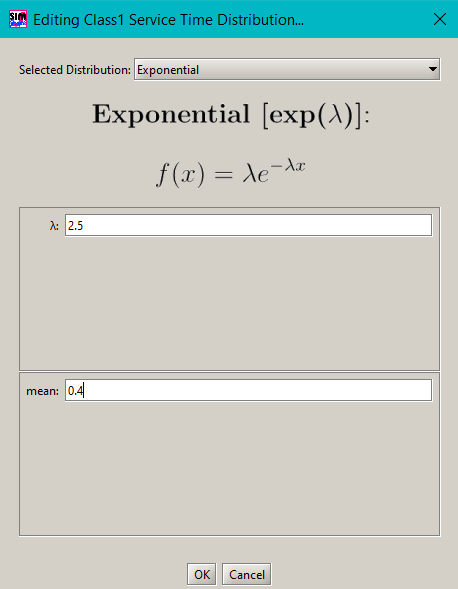 SIM
Editing Class1 Service Time Distribution...
Selected Distribution: Exponential
Exponential [exp(λ)]:
f(x) = λe^{−λx}
λ: 2.5
mean: 0.4
OK Cancel